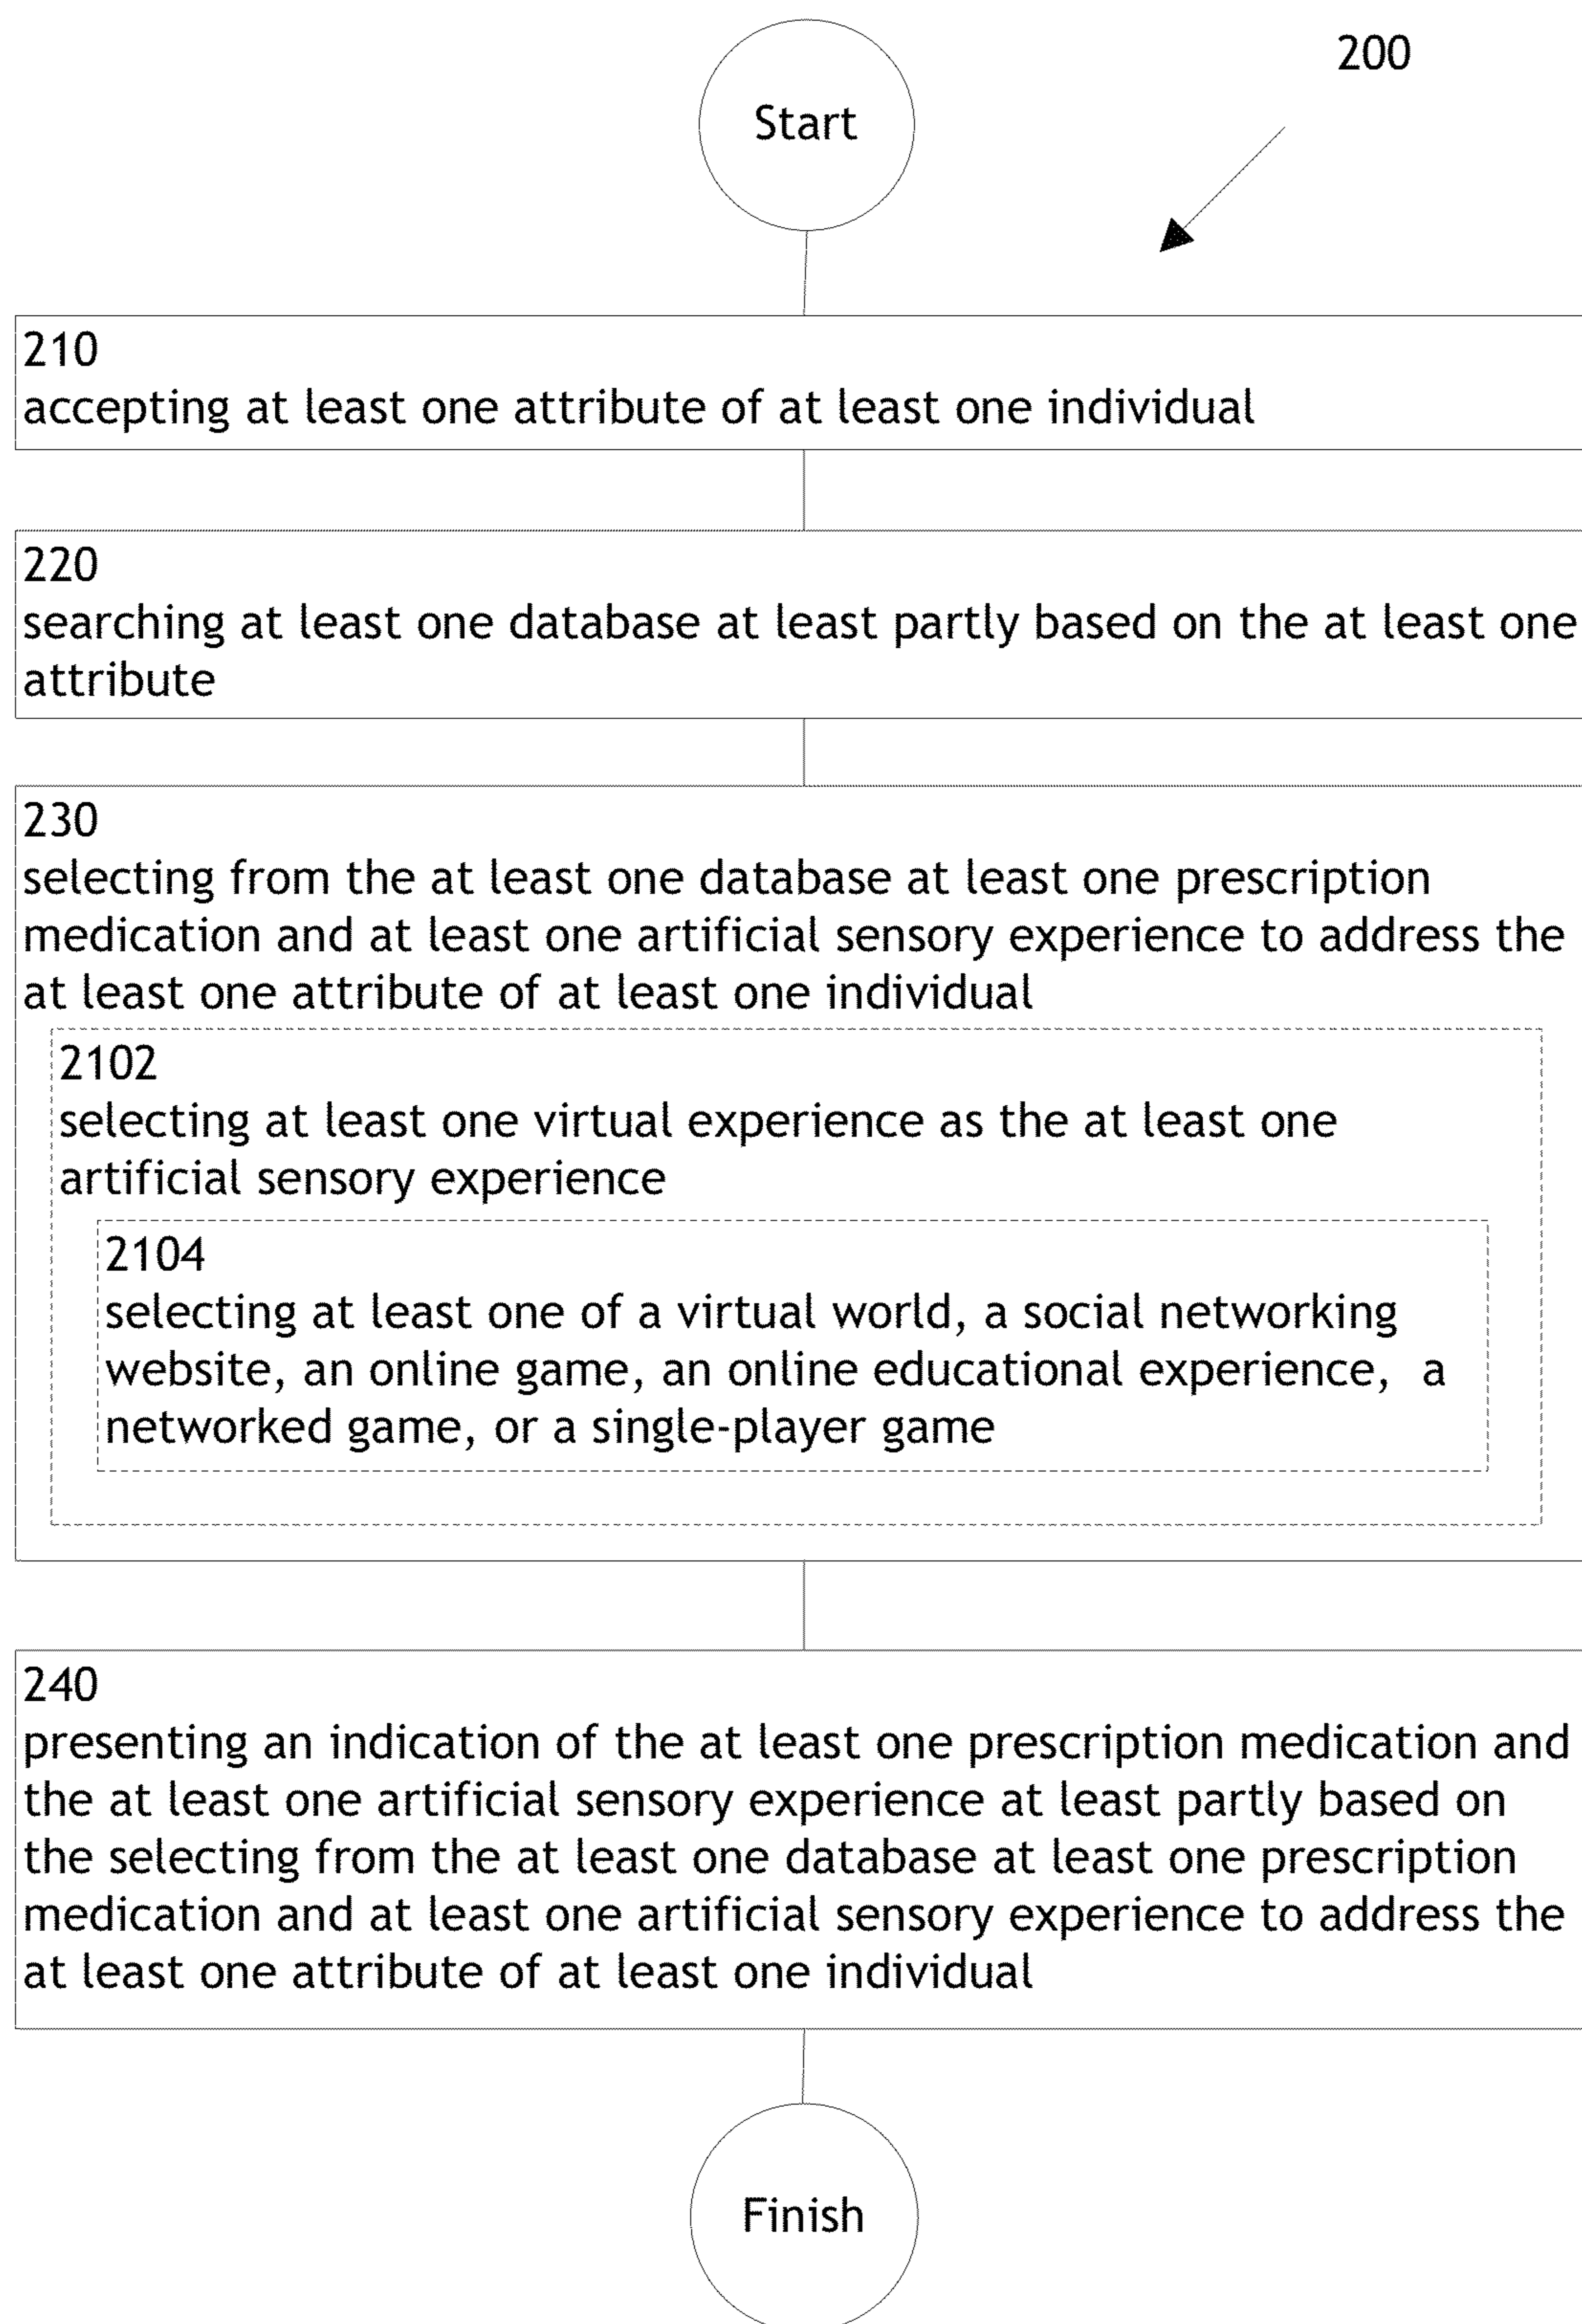 Start
200
210
accepting at least one attribute of at least one individual
220
searching at least one database at least partly based on the at least one
attribute
230
selecting from the at least one database at least one prescription
medication and at least one artificial sensory experience to address the
at least one attribute of at least one individual
2102
selecting at least one virtual experience as the at least one
artificial sensory experience
2104
selecting at least one of a virtual world, a social networking
website, an online game, an online educational experience,  a
networked game, or a single-player game
240
presenting an indication of the at least one prescription medication and
the at least one artificial sensory experience at least partly based on
the selecting from the at least one database at least one prescription
medication and at least one artificial sensory experience to address the
at least one attribute of at least one individual
Finish